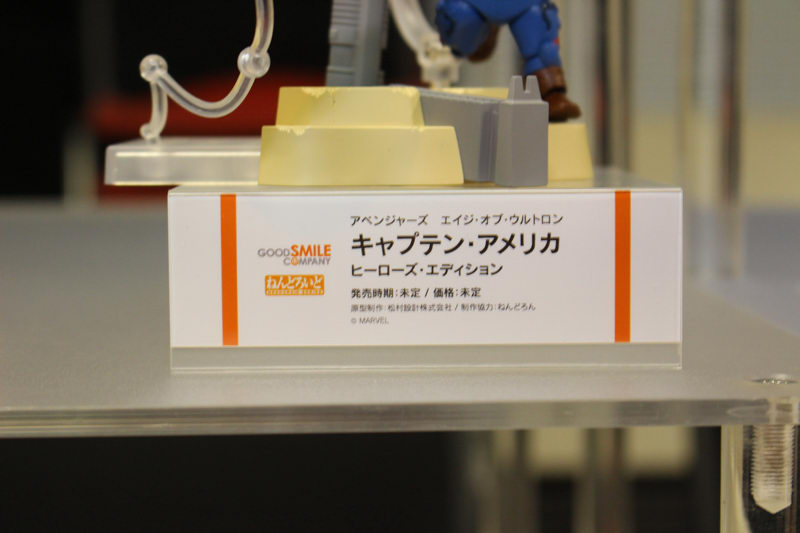 アベンジャーズ　エイジ・オブ・ウルトロン
キャプテン・アメリカ
ヒーローズ・エディション
発売時期：未定 / 価格：未定
原型制作：松村設計株式会社 / 制作協力：ねんどろん
© MARVEL
GOOD SMILE
COMPANY
ねんどろいど
NENDOROID SERIES